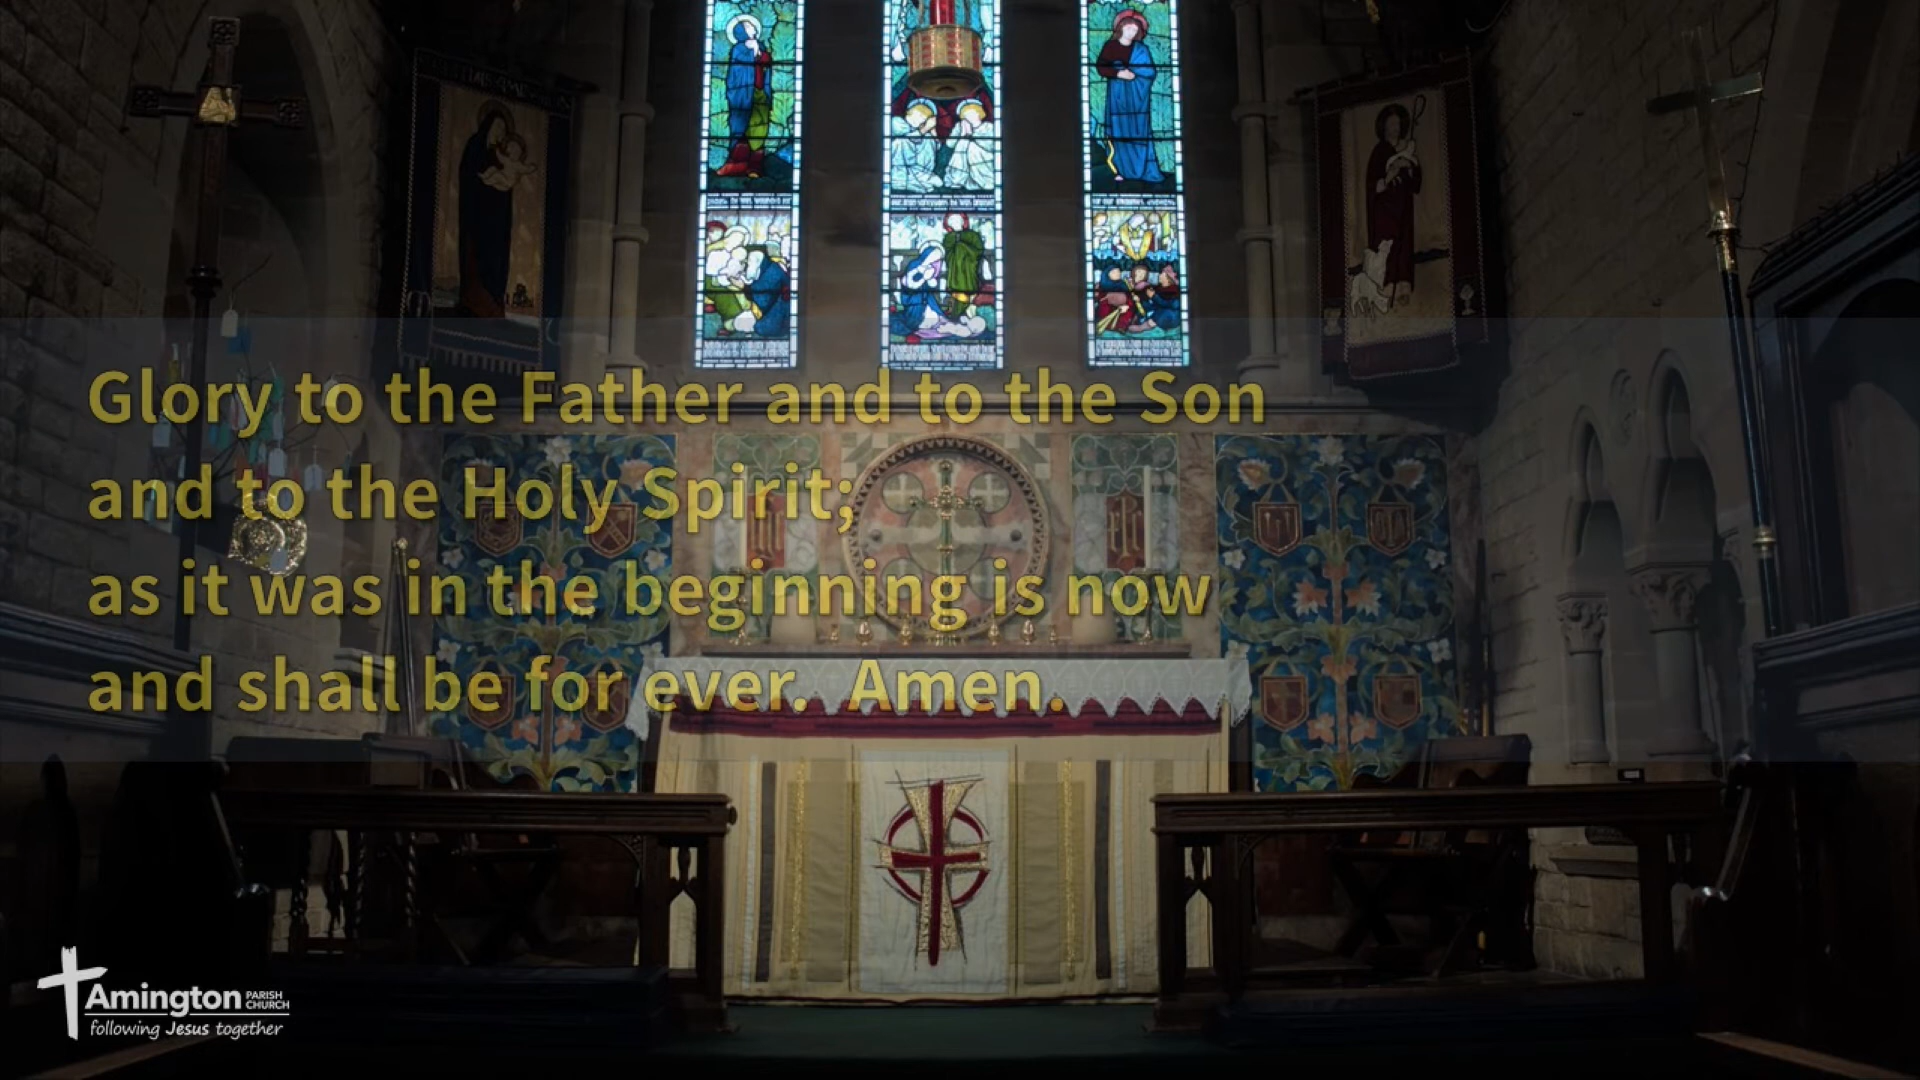 Glory to the Father and to the Son
and to the Holy Spirit;
as it was in the beginning is now
and shall be for ever. Amen.
Amington PARISH CHURCH
following Jesus together